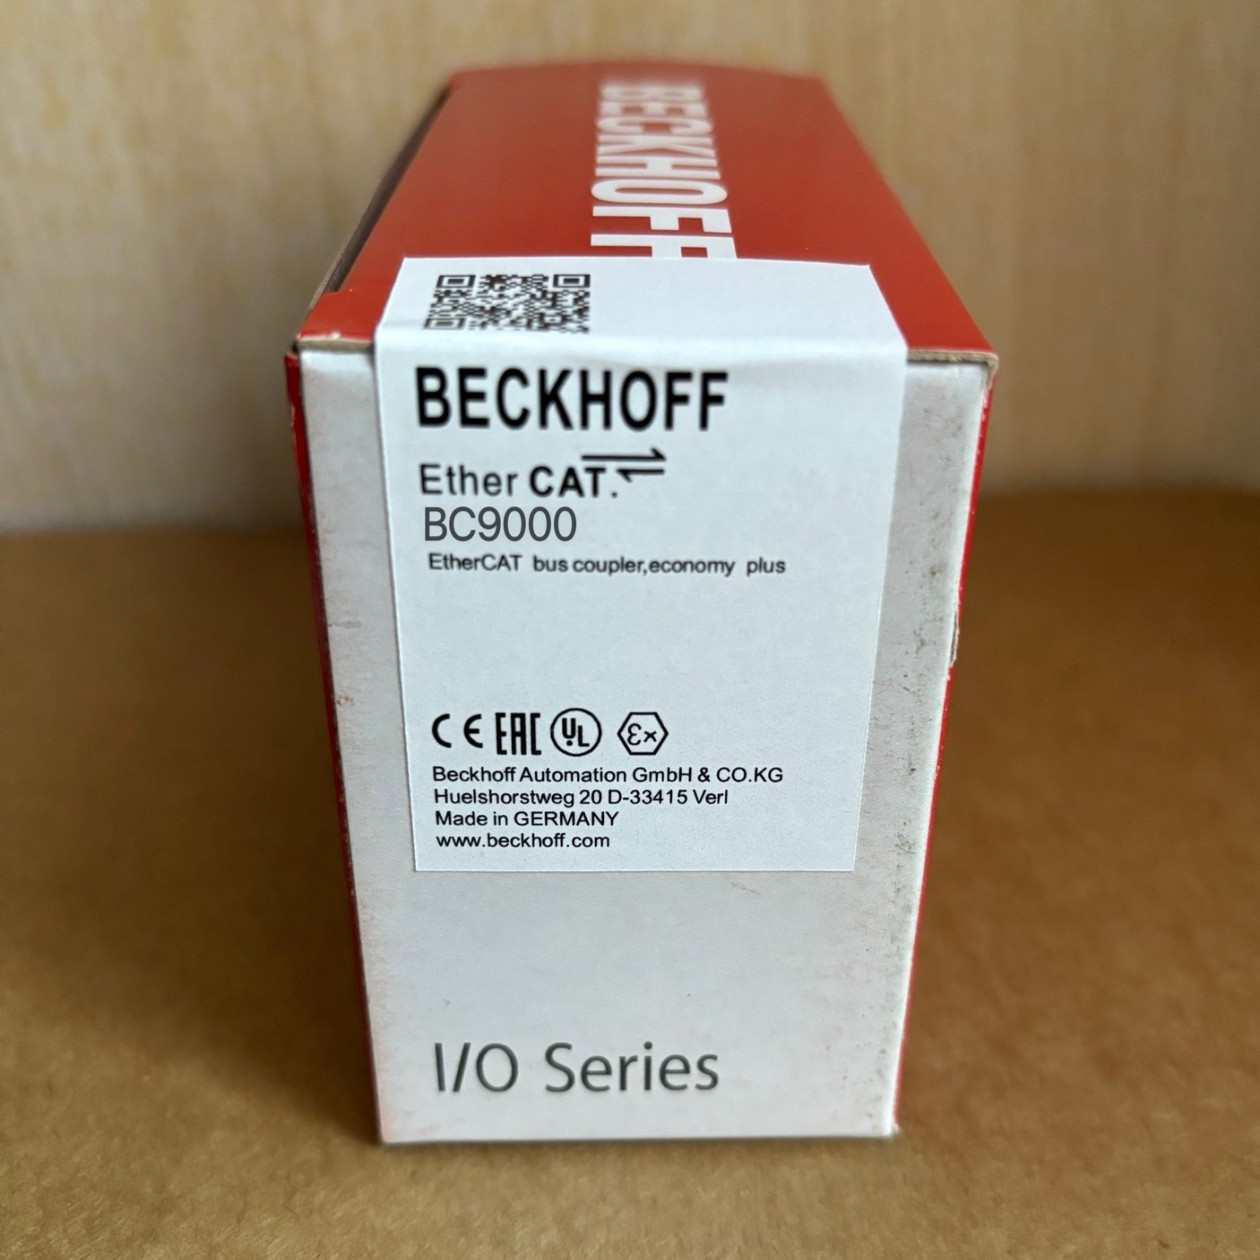 BECKHOFF
BECKHOFF
Ether CAT.
BC9000
EtherCAT bus coupler,economy plus
CE EAC UL Ex
Beckhoff Automation GmbH & CO.KG
Huelshorstweg 20 D-33415 Verl
Made in GERMANY
www.beckhoff.com
I/O Series